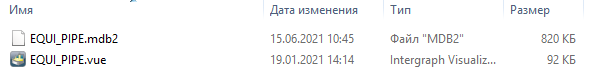 Имя Дата изменения Тип Размер
EQUI_PIPE.mdb2 15.06.2021 10:45 Файл "MDB2" 820 КБ
EQUI_PIPE.vue 19.01.2021 14:14 Intergraph Visualiz... 92 КБ